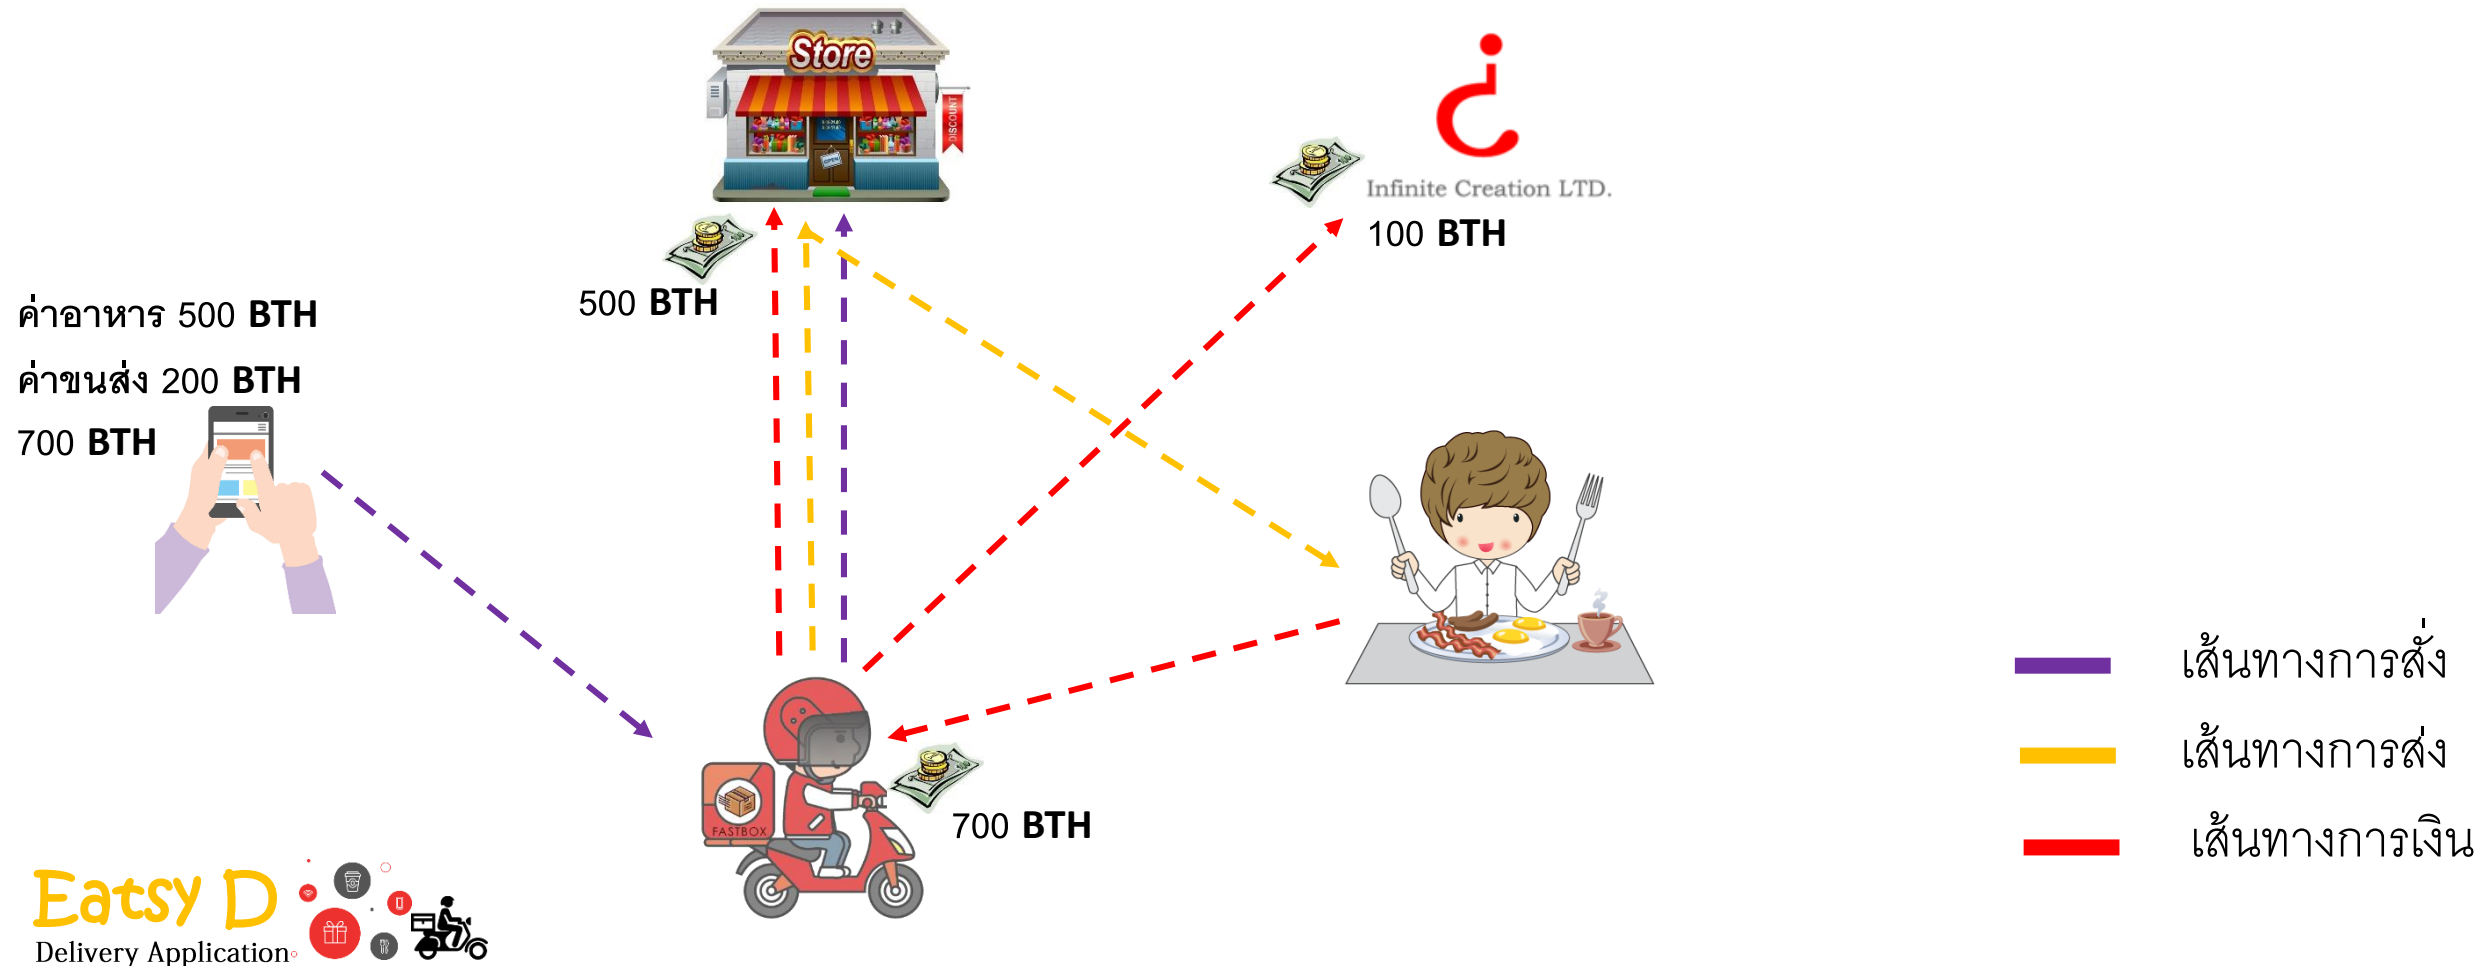 Store
DISCOUNT
OPEN
Infinite Creation LTD.
100 BTH
500 BTH
ค่าอาหาร 500 BTH
ค่าขนส่ง 200 BTH
700 BTH
เส้นทางการสั่ง
เส้นทางการส่ง
เส้นทางการเงิน
FASTBOX
700 BTH
Eatsy D
Delivery Application